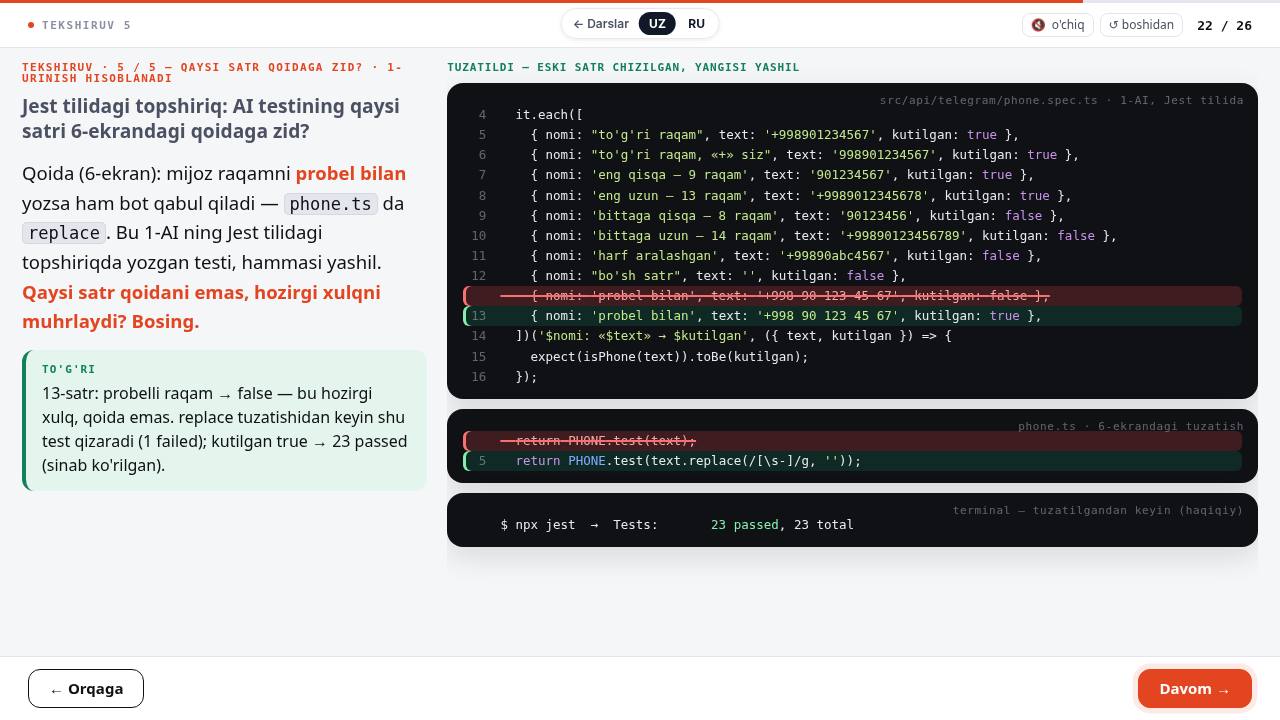 TEKSHIRUV 5
← Darslar UZ RU
🔇 o'chiq
↺ boshidan
22 / 26
TEKSHIRUV · 5 / 5 — QAYSI SATR QOIDAGA ZID? · 1-
URINISH HISOBLANADI
Jest tilidagi topshiriq: AI testining qaysi
satri 6-ekrandagi qoidaga zid?
Qoida (6-ekran): mijoz raqamni probel bilan
yozsa ham bot qabul qiladi — phone.ts da
replace. Bu 1-AI ning Jest tilidagi
topshiriqda yozgan testi, hammasi yashil.
Qaysi satr qoidani emas, hozirgi xulqni
muhrlaydi? Bosing.
TO'G'RI
13-satr: probelli raqam → false — bu hozirgi
xulq, qoida emas. replace tuzatishidan keyin shu
test qizaradi (1 failed); kutilgan true → 23 passed
(sinab ko'rilgan).
TUZATILDI — ESKI SATR CHIZILGAN, YANGISI YASHIL
src/api/telegram/phone.spec.ts · 1-AI, Jest tilida
4 it.each([
5 { nomi: "to'g'ri raqam", text: '+998901234567', kutilgan: true },
6 { nomi: "to'g'ri raqam, «+» siz", text: '998901234567', kutilgan: true },
7 { nomi: 'eng qisqa — 9 raqam', text: '901234567', kutilgan: true },
8 { nomi: 'eng uzun — 13 raqam', text: '+9989012345678', kutilgan: true },
9 { nomi: 'bittaga qisqa — 8 raqam', text: '90123456', kutilgan: false },
10 { nomi: 'bittaga uzun — 14 raqam', text: '+99890123456789', kutilgan: false },
11 { nomi: 'harf aralashgan', text: '+99890abc4567', kutilgan: false },
12 { nomi: "bo'sh satr", text: '', kutilgan: false },
{ nomi: 'probel bilan', text: '+998 90 123 45 67', kutilgan: false },
13 { nomi: 'probel bilan', text: '+998 90 123 45 67', kutilgan: true },
14 ])('$nomi: «$text» → $kutilgan', ({ text, kutilgan }) => {
15 expect(isPhone(text)).toBe(kutilgan);
16 });
phone.ts · 6-ekrandagi tuzatish
return PHONE.test(text);
5 return PHONE.test(text.replace(/[\s-]/g, ''));
terminal — tuzatilgandan keyin (haqiqiy)
$ npx jest → Tests: 23 passed, 23 total
← Orqaga
Davom →